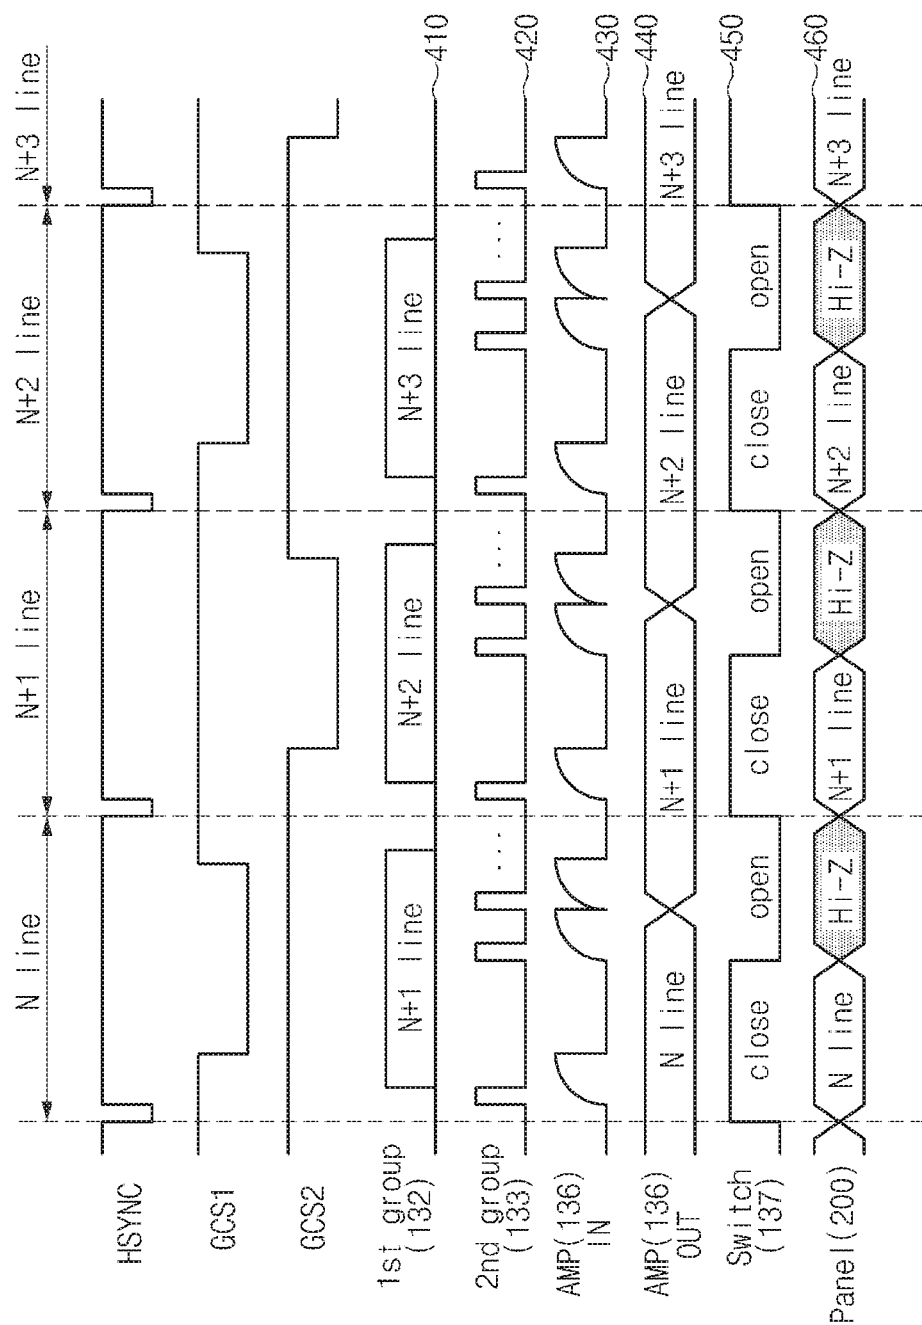 N line
N+1 line
N+2 line
N+3 line
HSYNC
GCS1
GCS2
1st group
(132)
N+1 line
N+2 line
N+3 line
410
2nd group
(133)
...
...
...
420
AMP(136)
IN
430
AMP(136)
OUT
N line
N+1 line
N+2 line
N+3 line
440
Switch
(137)
close
open
close
open
close
open
450
Panel(200)
N line
Hi-Z
N+1 line
Hi-Z
N+2 line
Hi-Z
N+3 line
460